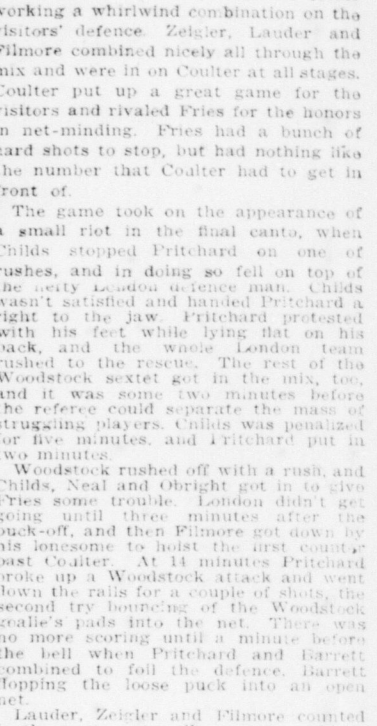 working a whirlwind combination on the
visitors' defence. Zeigler, Lauder and
Filmore combined nicely all through the
mix and were in on Coulter at all stages.
Coulter put up a great game for the
visitors and rivaled Fries for the honors
in net-minding. Fries had a bunch of
hard shots to stop, but had nothing like
the number that Coulter had to get in
front of.
The game took on the appearance of
a small riot in the final canto, when
Childs stopped Pritchard on one of
rushes, and in doing so fell on top of
the hefty London defence man. Childs
wasn't satisfied and handed Pritchard a
right to the jaw. Pritchard protested
with his feet while lying flat on his
back, and the whole London team
rushed to the rescue. The rest of the
Woodstock sextet got in the mix, too,
and it was some two minutes before
the referee could separate the mass of
struggling players. Childs was penalized
for five minutes, and Pritchard put in
two minutes.
Woodstock rushed off with a rush, and
Childs, Neal and Obright got in to give
Fries some trouble. London didn't get
going until three minutes after the
puck-off, and then Filmore got down by
his lonesome to hoist the first counter
past Coulter. At 14 minutes Pritchard
broke up a Woodstock attack and went
down the rails for a couple of shots, the
second try bouncing of the Woodstock
goalie's pads into the net. There was
no more scoring until a minute before
the bell when Pritchard and Barrett
combined to foil the defence, Barrett
flopping the loose puck into an open
net.
Lauder, Zeigler and Filmore counted